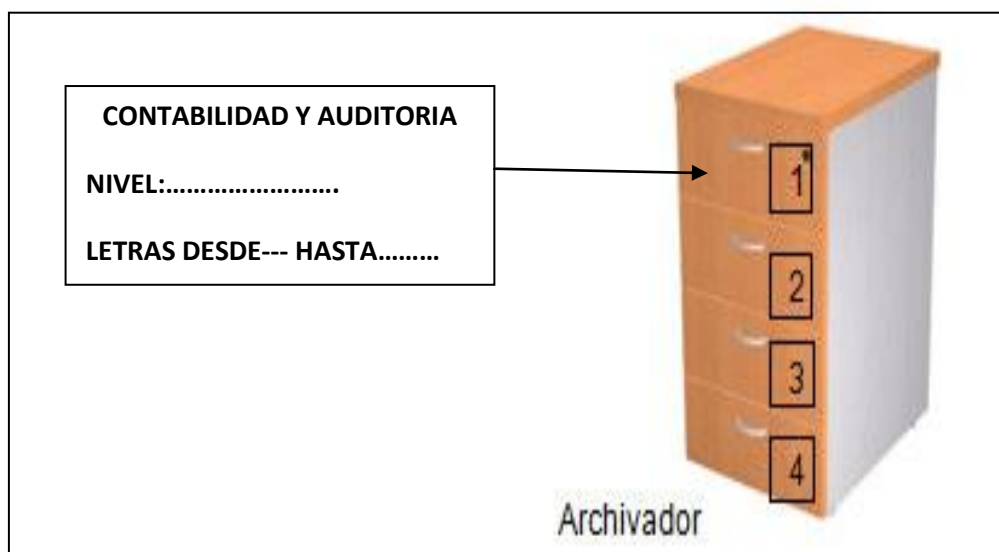 CONTABILIDAD Y AUDITORIA
NIVEL:…………………….
LETRAS DESDE--- HASTA………
1
2
3
4
Archivador